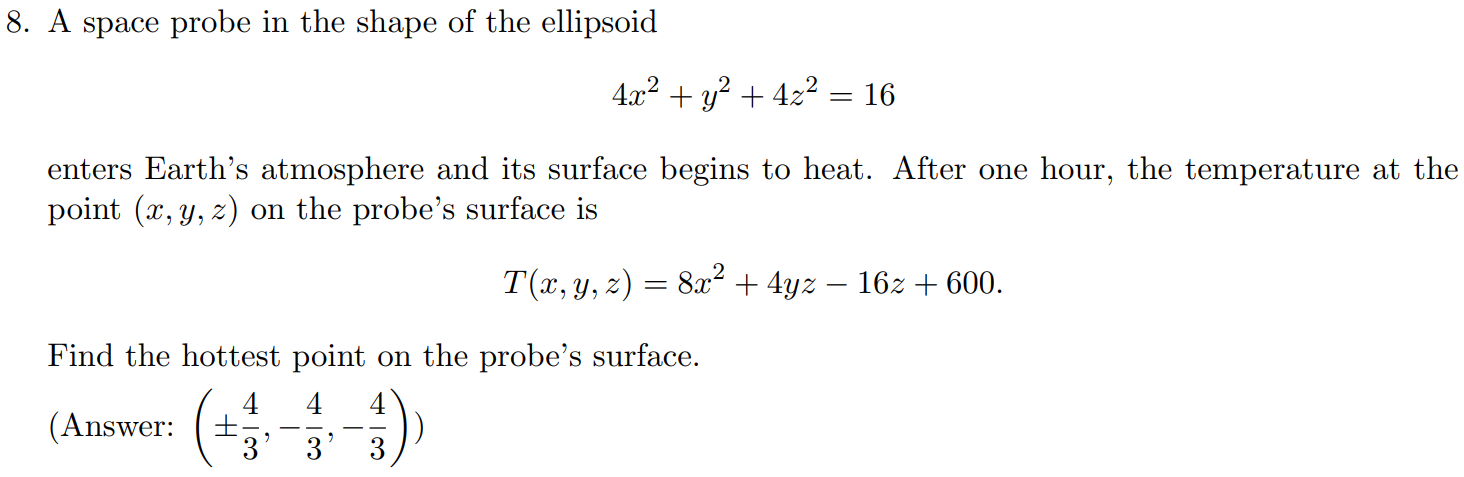 8. A space probe in the shape of the ellipsoid
4x² + y² + 4z² = 16
enters Earth's atmosphere and its surface begins to heat. After one hour, the temperature at the
point (x, y, z) on the probe's surface is
T(x, y, z) = 8x² + 4yz − 16z + 600.
Find the hottest point on the probe's surface.
(Answer: (±4/3, −4/3, −4/3))